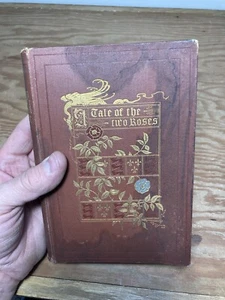 A Tale of the
two Roses